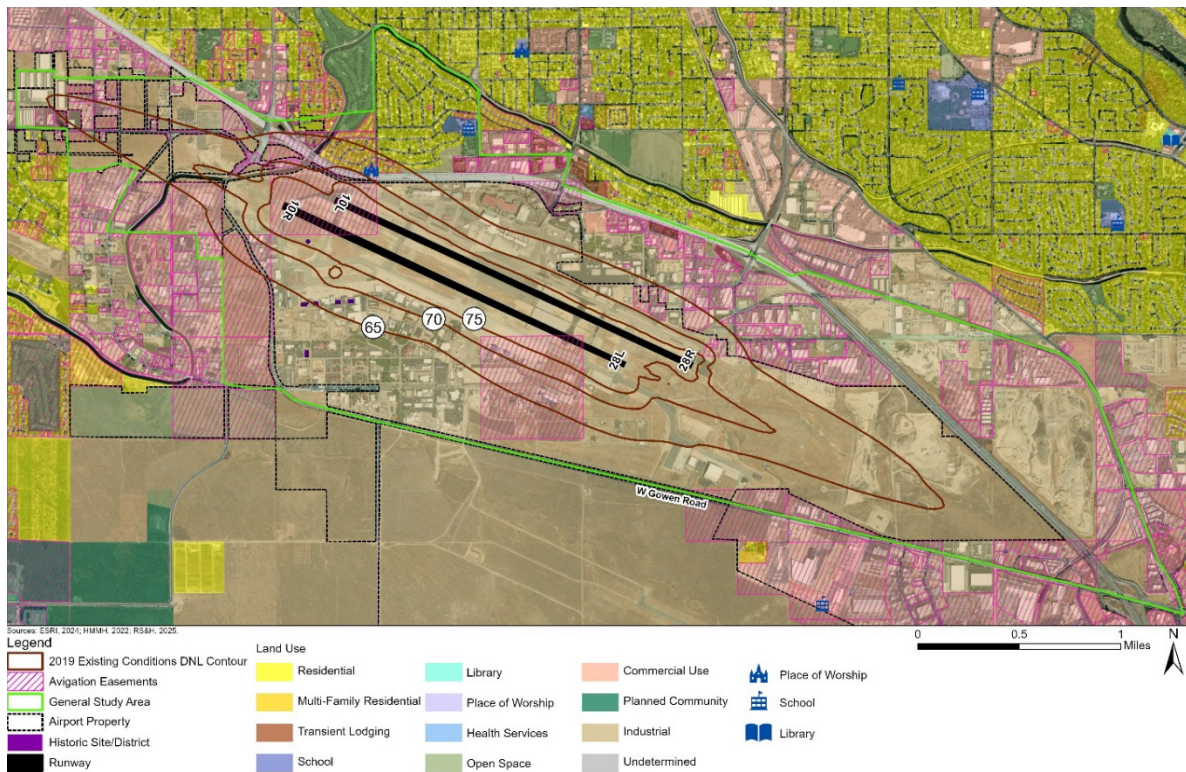 10L
10R
65
70
75
28L
28R
W Gowen Road
Sources: ESRI, 2024; HMMH, 2022; RS&H, 2025.
Legend
2019 Existing Conditions DNL Contour
Avigation Easements
General Study Area
Airport Property
Historic Site/District
Runway
Land Use
Residential
Multi-Family Residential
Transient Lodging
School
Library
Place of Worship
Health Services
Open Space
Commercial Use
Planned Community
Industrial
Undetermined
Place of Worship
School
Library
0 0.5 1
Miles
N